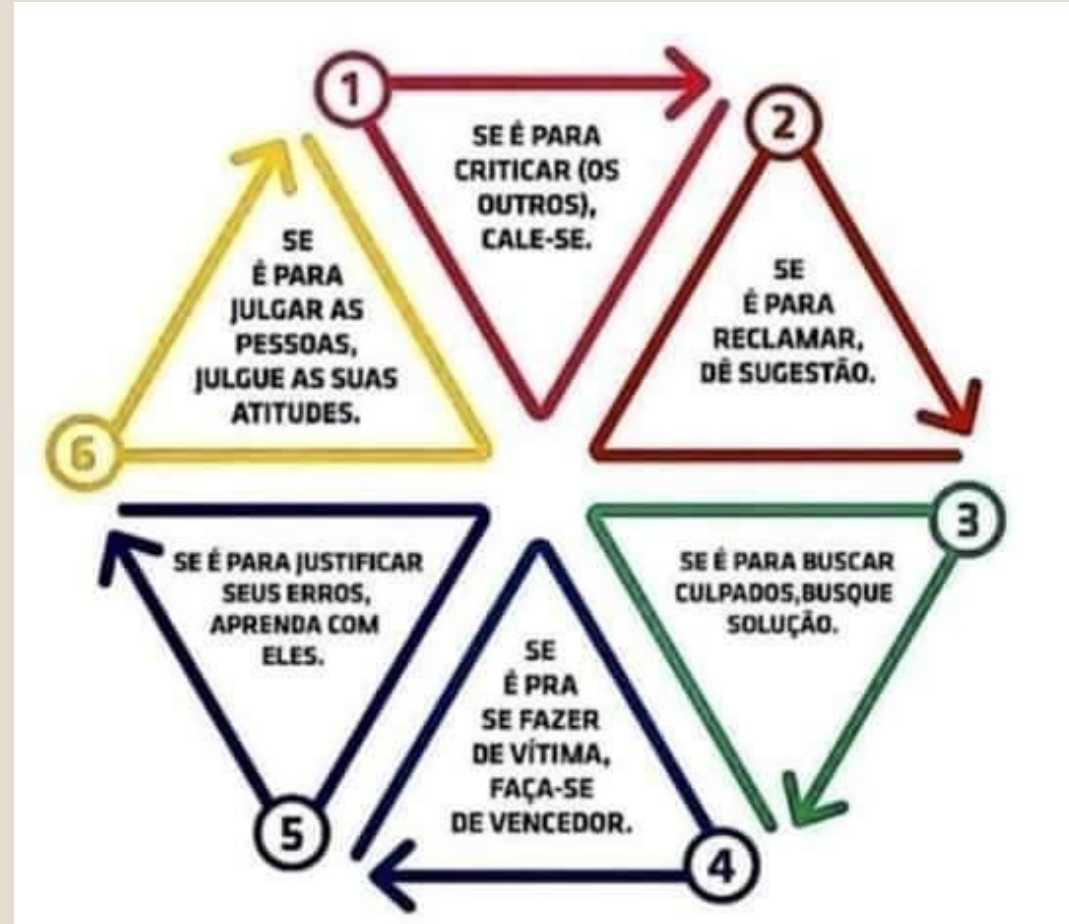 1
SE É PARA
CRITICAR (OS
OUTROS),
CALE-SE.
2
SE
É PARA
RECLAMAR,
DÊ SUGESTÃO.
3
SE É PARA BUSCAR
CULPADOS,BUSQUE
SOLUÇÃO.
4
SE
É PRA
SE FAZER
DE VÍTIMA,
FAÇA-SE
DE VENCEDOR.
5
SE É PARA JUSTIFICAR
SEUS ERROS,
APRENDA COM
ELES.
6
SE
É PARA
JULGAR AS
PESSOAS,
JULGUE AS SUAS
ATITUDES.